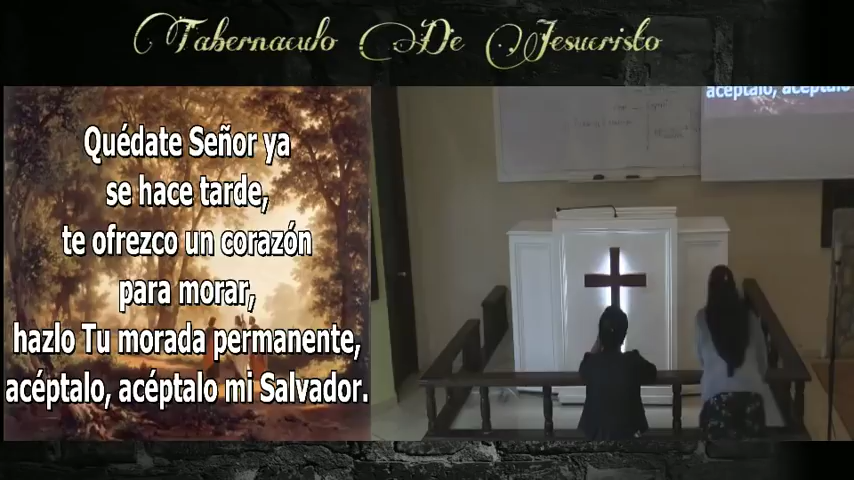 Tabernaculo De Jesucristo
Quédate Señor ya
se hace tarde,
te ofrezco un corazón
para morar,
hazlo Tu morada permanente,
acéptalo, acéptalo mi Salvador.
acéptalo, acéptalo